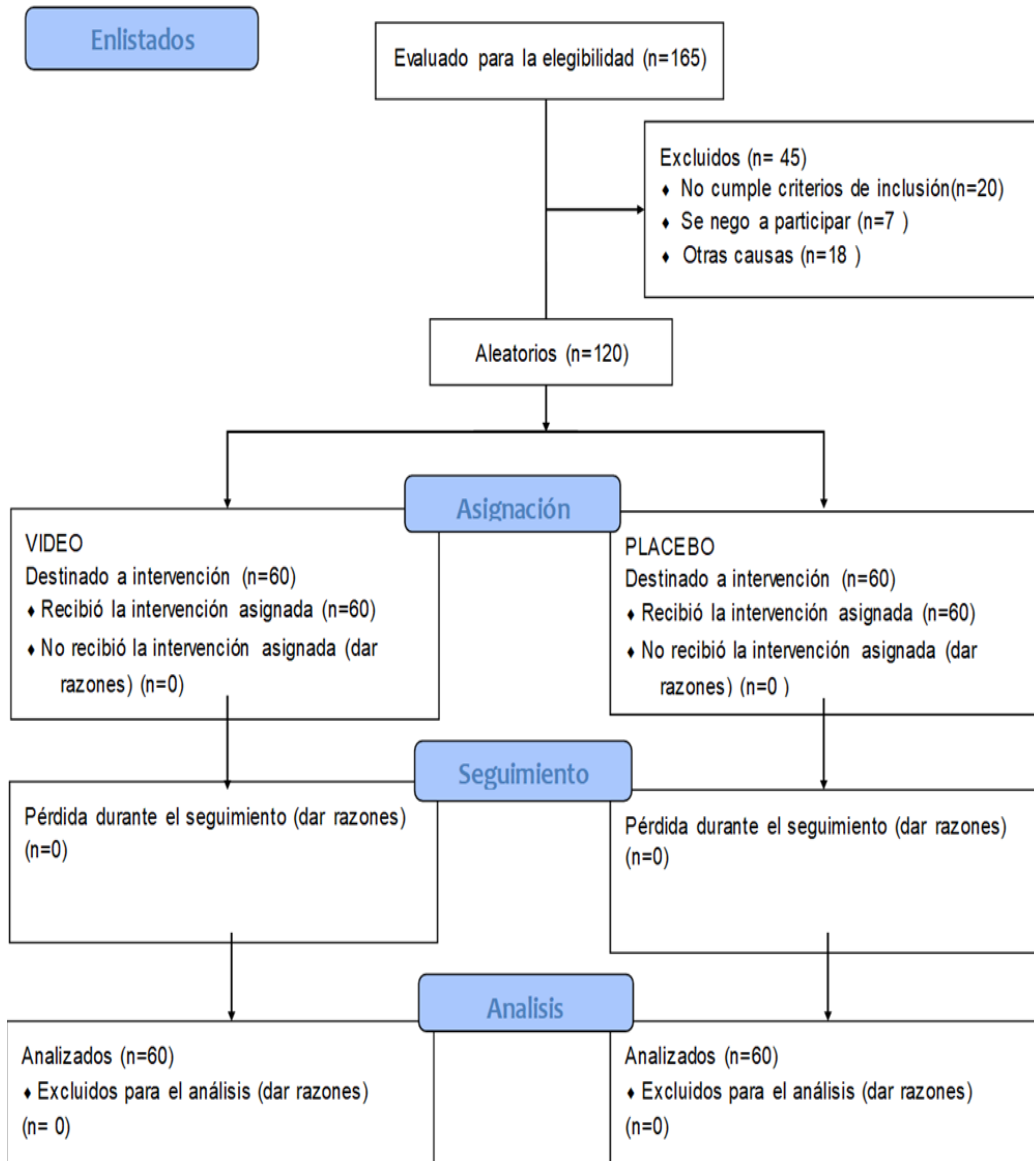 Enlistados
Evaluado para la elegibilidad (n=165)
Excluidos (n= 45)
♦ No cumple criterios de inclusión(n=20)
♦ Se nego a participar (n=7 )
♦ Otras causas (n=18 )
Aleatorios (n=120)
Asignación
VIDEO
Destinado a intervención (n=60)
♦ Recibió la intervención asignada (n=60)
♦ No recibió la intervención asignada (dar
razones) (n=0)
PLACEBO
Destinado a intervención (n=60)
♦ Recibió la intervención asignada (n=60)
♦ No recibió la intervención asignada (dar
razones) (n=0 )
Seguimiento
Pérdida durante el seguimiento (dar razones)
(n=0)
Pérdida durante el seguimiento (dar razones)
(n=0)
Analisis
Analizados (n=60)
♦ Excluidos para el análisis (dar razones)
(n= 0)
Analizados (n=60)
♦ Excluidos para el análisis (dar razones)
(n=0)